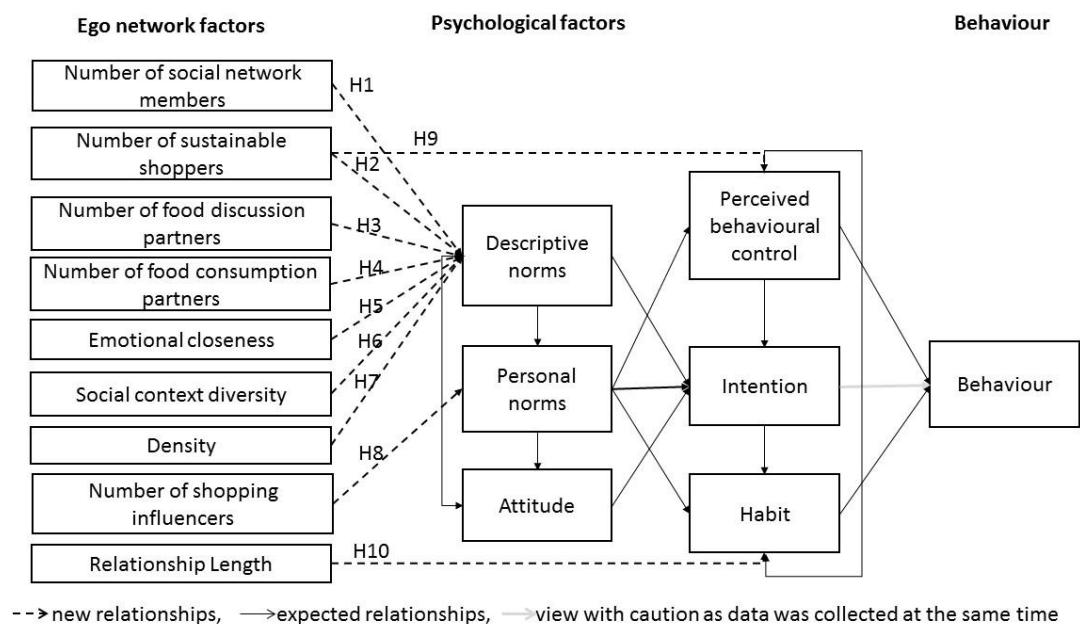 Ego network factors
Psychological factors
Behaviour
Number of social network
members
H1
Number of sustainable
shoppers
H9
H2
Number of food discussion
partners
H3
Number of food consumption
partners
H4
H5
Emotional closeness
H6
Social context diversity
H7
Density
H8
Number of shopping
influencers
Relationship Length
H10
Descriptive
norms
Personal
norms
Attitude
Perceived
behavioural
control
Intention
Habit
Behaviour
new relationships,
expected relationships,
view with caution as data was collected at the same time